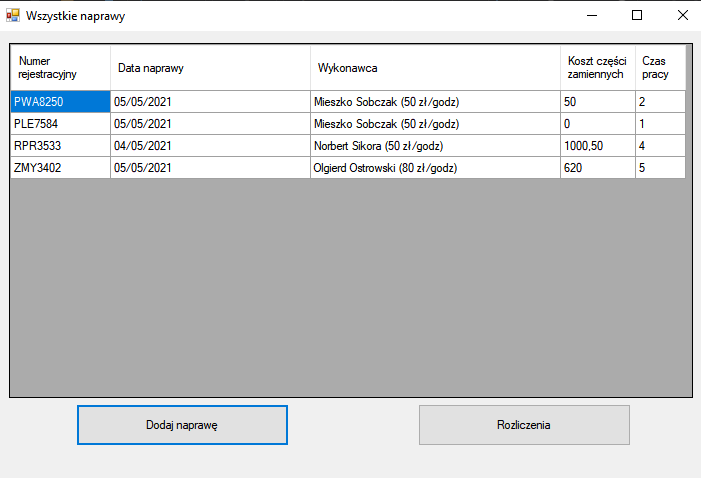 Wszystkie naprawy
Numer rejestracyjny Data naprawy Wykonawca Koszt części zamiennych Czas pracy
PWA8250 05/05/2021 Mieszko Sobczak (50 zł/godz) 50 2
PLE7584 05/05/2021 Mieszko Sobczak (50 zł/godz) 0 1
RPR3533 04/05/2021 Norbert Sikora (50 zł/godz) 1000,50 4
ZMY3402 05/05/2021 Olgierd Ostrowski (80 zł/godz) 620 5
Dodaj naprawę Rozliczenia